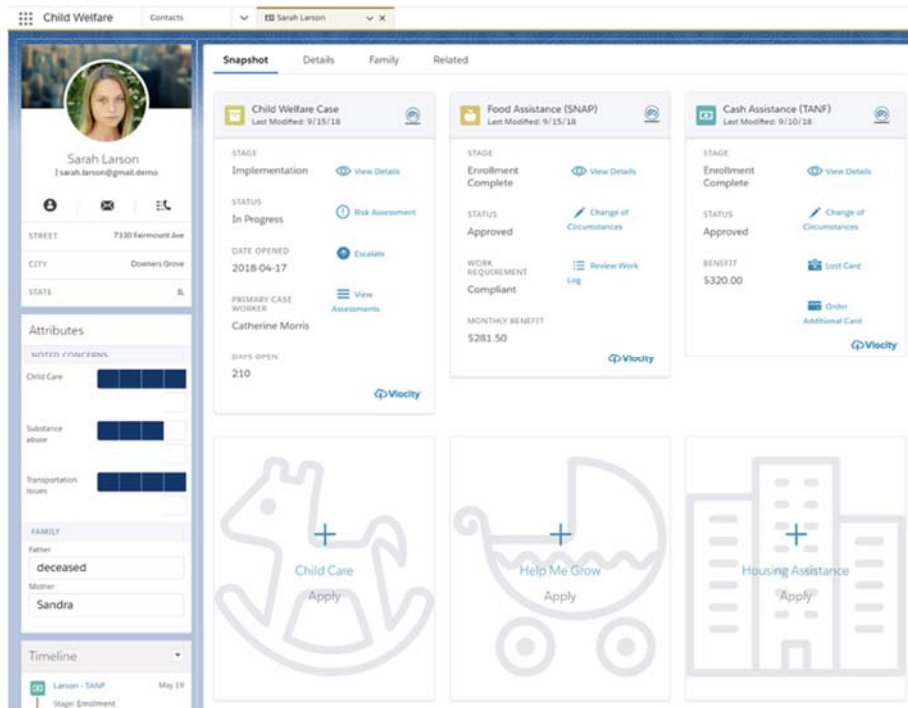 Child Welfare
Contacts
Sarah Larson
Snapshot
Details
Family
Related
Sarah Larson
| sarah.larson@gmail.demo
STREET 7330 Fairmount Ave
CITY Downers Grove
STATE IL
Attributes
NOTED CONCERNS
Child Care
Substance
abuse
Transportation
issues
FAMILY
Father
deceased
Mother
Sandra
Timeline
Larson - TANF May 19
Stage: Enrollment
Child Welfare Case
Last Modified: 9/15/18
STAGE
Implementation
View Details
STATUS
In Progress
Risk Assessment
DATE OPENED
2018-04-17
Escalate
PRIMARY CASE
WORKER
Catherine Morris
View
Assessments
DAYS OPEN
210
Vlocity
Food Assistance (SNAP)
Last Modified: 9/15/18
STAGE
Enrollment
Complete
View Details
STATUS
Approved
Change of
Circumstances
WORK
REQUIREMENT
Compliant
Review Work
Log
MONTHLY BENEFIT
$281.50
Vlocity
Cash Assistance (TANF)
Last Modified: 9/10/18
STAGE
Enrollment
Complete
View Details
STATUS
Approved
Change of
Circumstances
BENEFIT
$320.00
Lost Card
Order
Additional Card
Vlocity
Child Care
Apply
Help Me Grow
Apply
Housing Assistance
Apply